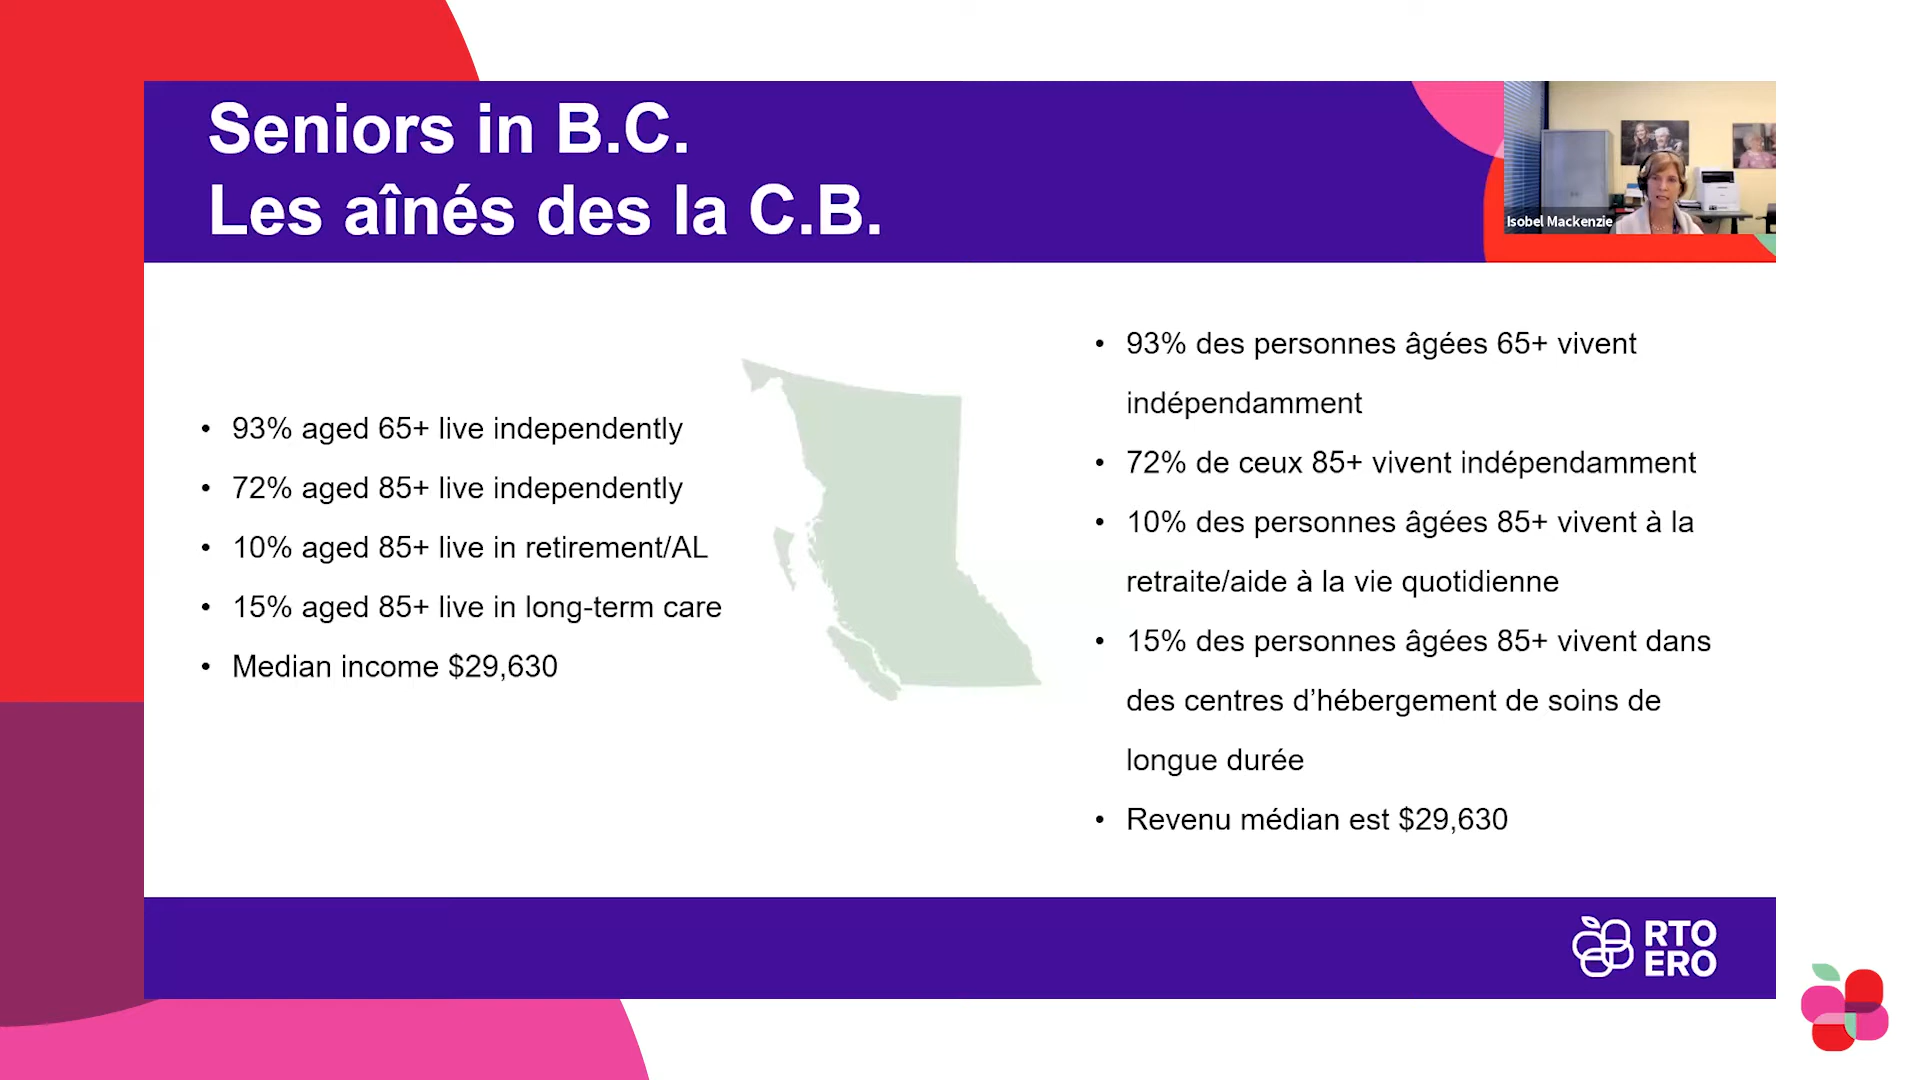 Seniors in B.C.
Les aînés des la C.B.
Isobel Mackenzie
• 93% aged 65+ live independently
• 72% aged 85+ live independently
• 10% aged 85+ live in retirement/AL
• 15% aged 85+ live in long-term care
• Median income $29,630
• 93% des personnes âgées 65+ vivent
indépendamment
• 72% de ceux 85+ vivent indépendamment
• 10% des personnes âgées 85+ vivent à la
retraite/aide à la vie quotidienne
• 15% des personnes âgées 85+ vivent dans
des centres d’hébergement de soins de
longue durée
• Revenu médian est $29,630
RTO
ERO